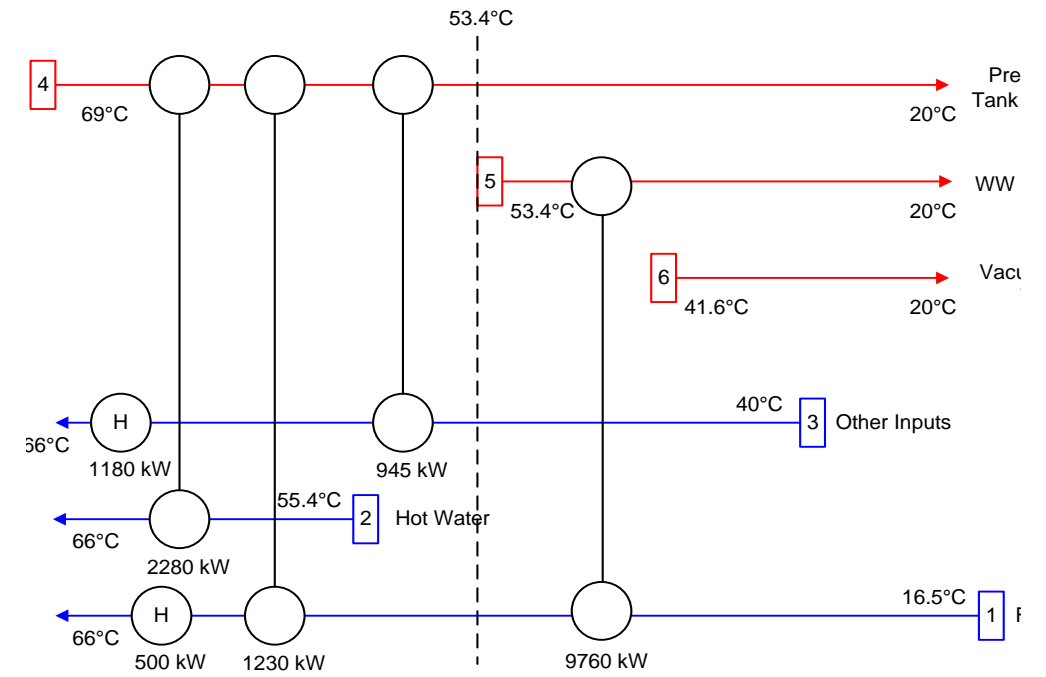 53.4°C
4
69°C
20°C
Pre
Tank
5
53.4°C
20°C
WW
6
41.6°C
20°C
40°C
3
Other Inputs
H
66°C
1180 kW
945 kW
55.4°C
2
Hot Water
66°C
2280 kW
16.5°C
1
H
66°C
500 kW
1230 kW
9760 kW